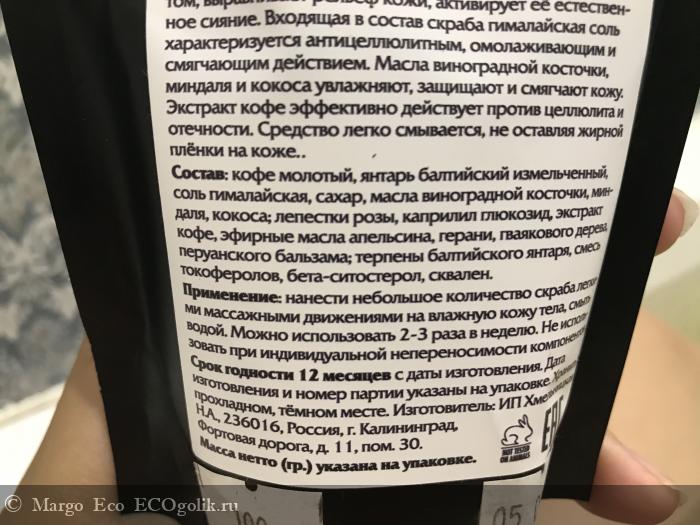 том, выравнивает рельеф кожи, активирует её естествен-
ное сияние. Входящая в состав скраба гималайская соль
характеризуется антицеллюлитным, омолаживающим и
смягчающим действием. Масла виноградной косточки,
миндаля и кокоса увлажняют, защищают и смягчают кожу.
Экстракт кофе эффективно действует против целлюлита и
отечности. Средство легко смывается, не оставляя жирной
плёнки на коже..
Состав: кофе молотый, янтарь балтийский измельченный,
соль гималайская, сахар, масла виноградной косточки, мин-
даля, кокоса; лепестки розы, каприлил глюкозид, экстракт
кофе, эфирные масла апельсина, герани, гваякового дерева,
перуанского бальзама; терпены балтийского янтаря, смесь
токоферолов, бета-ситостерол, сквален.
Применение: нанести небольшое количество скраба легки-
ми массажными движениями на влажную кожу тела, смыть
водой. Можно использовать 2-3 раза в неделю. Не исполь-
зовать при индивидуальной непереносимости компонентов
Срок годности 12 месяцев с даты изготовления. Дата
изготовления и номер партии указаны на упаковке.
прохладном, тёмном месте. Изготовитель: ИП
Н.А., 236016, Россия, г. Калининград,
Фортовая дорога, д. 11, пом. 30.
Масса нетто (гр.) указана на упаковке.
NOT TESTED
ON ANIMALS
EAC
05
© Margo Eco ECOgolik.ru